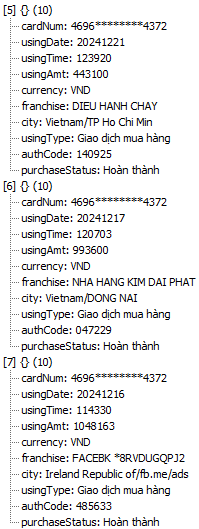 [5] {} (10)
cardNum: 4696********4372
usingDate: 20241221
usingTime: 123920
usingAmt: 443100
currency: VND
franchise: DIEU HANH CHAY
city: Vietnam/TP Ho Chi Min
usingType: Giao dịch mua hàng
authCode: 140925
purchaseStatus: Hoàn thành
[6] {} (10)
cardNum: 4696********4372
usingDate: 20241217
usingTime: 120703
usingAmt: 993600
currency: VND
franchise: NHA HANG KIM DAI PHAT
city: Vietnam/DONG NAI
usingType: Giao dịch mua hàng
authCode: 047229
purchaseStatus: Hoàn thành
[7] {} (10)
cardNum: 4696********4372
usingDate: 20241216
usingTime: 114330
usingAmt: 1048163
currency: VND
franchise: FACEBK *8RVDUGQPJ2
city: Ireland Republic of/fb.me/ads
usingType: Giao dịch mua hàng
authCode: 485633
purchaseStatus: Hoàn thành